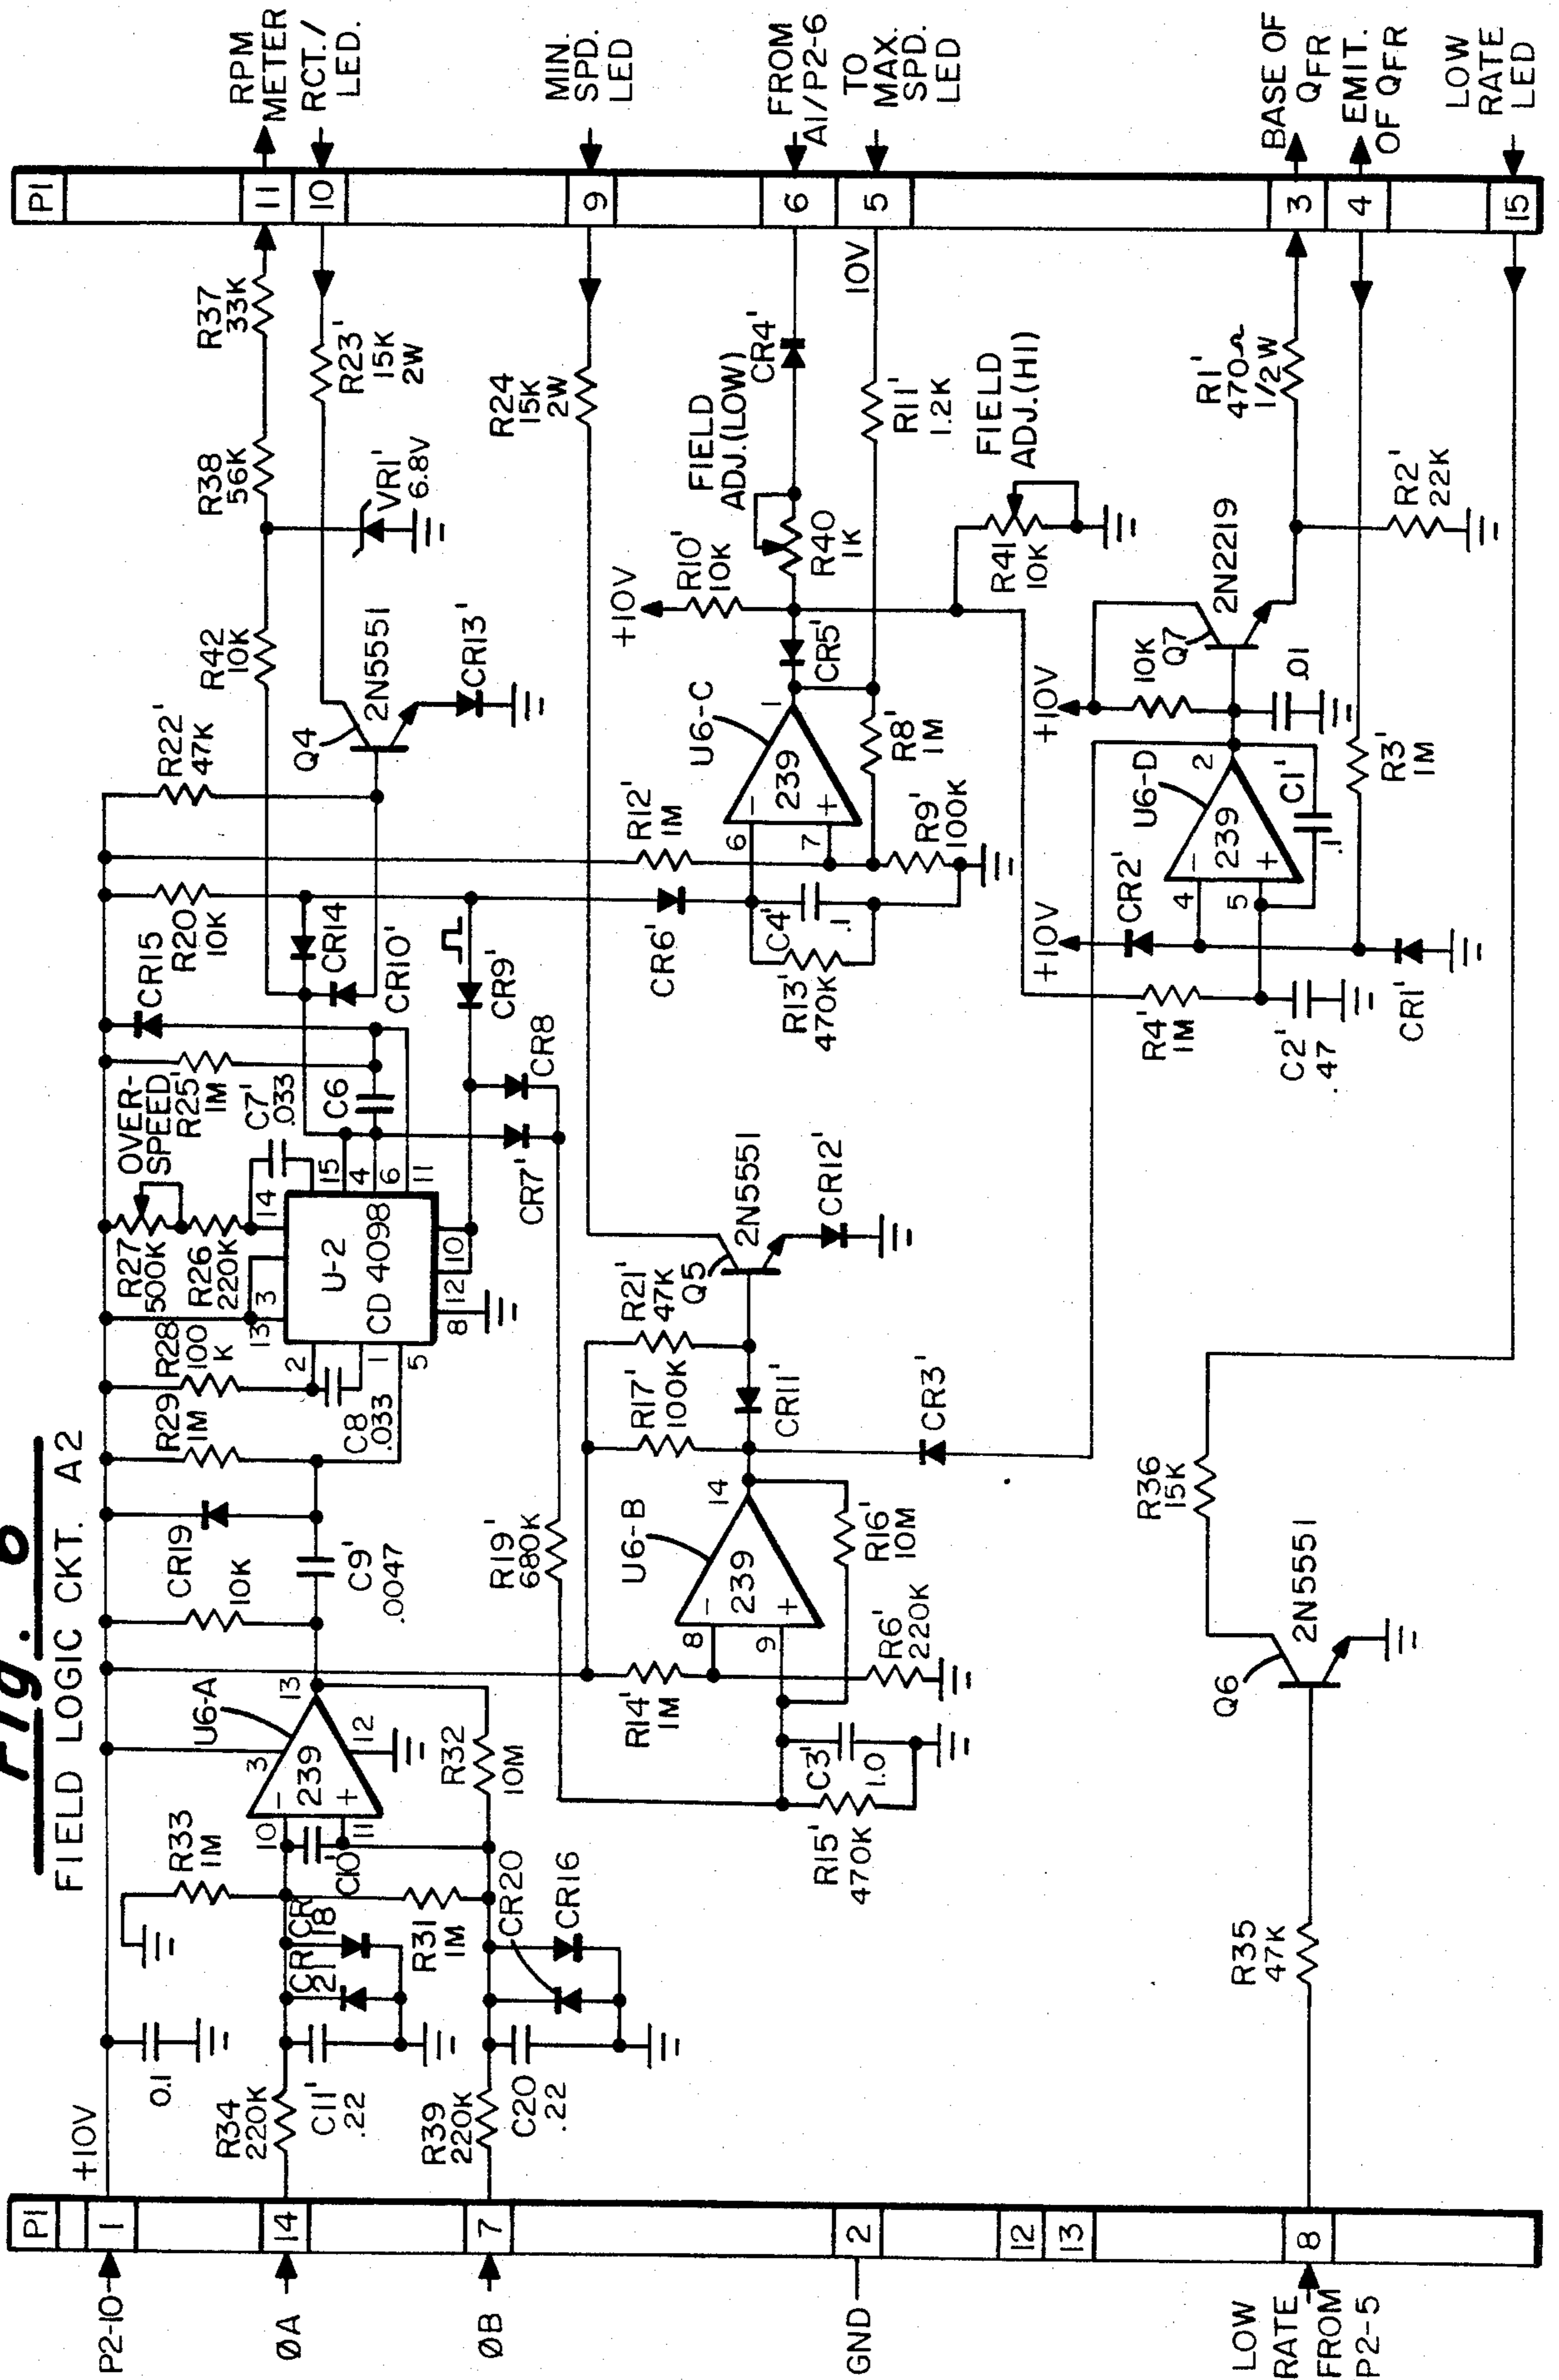 Fig. 6
FIELD LOGIC CKT. A2
P1
P2-10
1
+10V
0.1
ØA
14
R34
220K
C11'
.22
CR
21
CR
18
R33
1M
R31
1M
ØB
7
R39
220K
C20
.22
CR20
CR16
10
11
C10'
239
-
+
3
12
U6-A
13
R32
10M
10K
CR19
C9'
.0047
R29
1M
R28
100
K
C8
.033
2
1
5
13
3
14
15
4
6
11
10
12
8
U-2
CD 4098
R27
500K
OVER-
SPEED
R26
220K
C7'
.033
R25'
1M
C6
CR15
R20
10K
CR14
CR10'
CR9'
CR8
CR7'
R22'
47K
Q4
2N5551
CR13'
R42
10K
VR1'
6.8V
R38
56K
R37
33K
R23'
15K
2W
P1
11
RPM
METER
10
RCT./
LED.
9
MIN.
SPD.
LED
6
FROM
A1/P2-6
5
TO
MAX.
SPD.
LED
3
BASE OF
QFR
4
EMIT.
OF QFR
15
LOW
RATE
LED
R24
15K
2W
R19'
680K
U6-B
14
239
-
+
8
9
R14'
1M
R6'
220K
R16'
10M
C3'
1.0
R15'
470K
R17'
100K
R21'
47K
Q5
2N5551
CR11'
CR12'
CR3'
R12'
1M
U6-C
1
239
-
+
6
7
CR6'
C4'
.1
R13'
470K
R9'
100K
R8'
1M
CR5'
+10V
R10'
10K
R40
1K
FIELD
ADJ.(LOW)
CR4'
10V
R11'
1.2K
FIELD
ADJ.(HI)
R41
10K
+10V
CR2'
R4'
1M
C2'
.47
CR1'
U6-D
2
239
-
+
4
5
C1'
.1
+10V
10K
Q7
2N2219
.01
R3'
1M
R1'
470Ω
1/2W
R2'
22K
GND
2
12
13
LOW
RATE
FROM
P2-5
8
R35
47K
Q6
2N5551
R36
15K